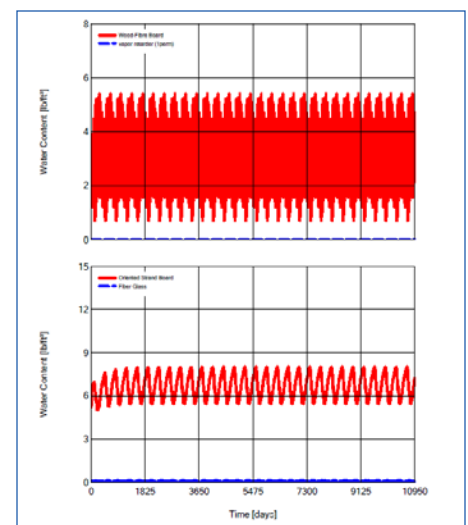 8
Wood-Fibre Board
Vapor retarder (1perm)
6
Water Content [lb/ft³]
4
2
0
15
Oriented Strand Board
Fiber Glass
12
9
Water Content [lb/ft³]
6
3
0
0 1825 3650 5475 7300 9125 10950
Time [days]